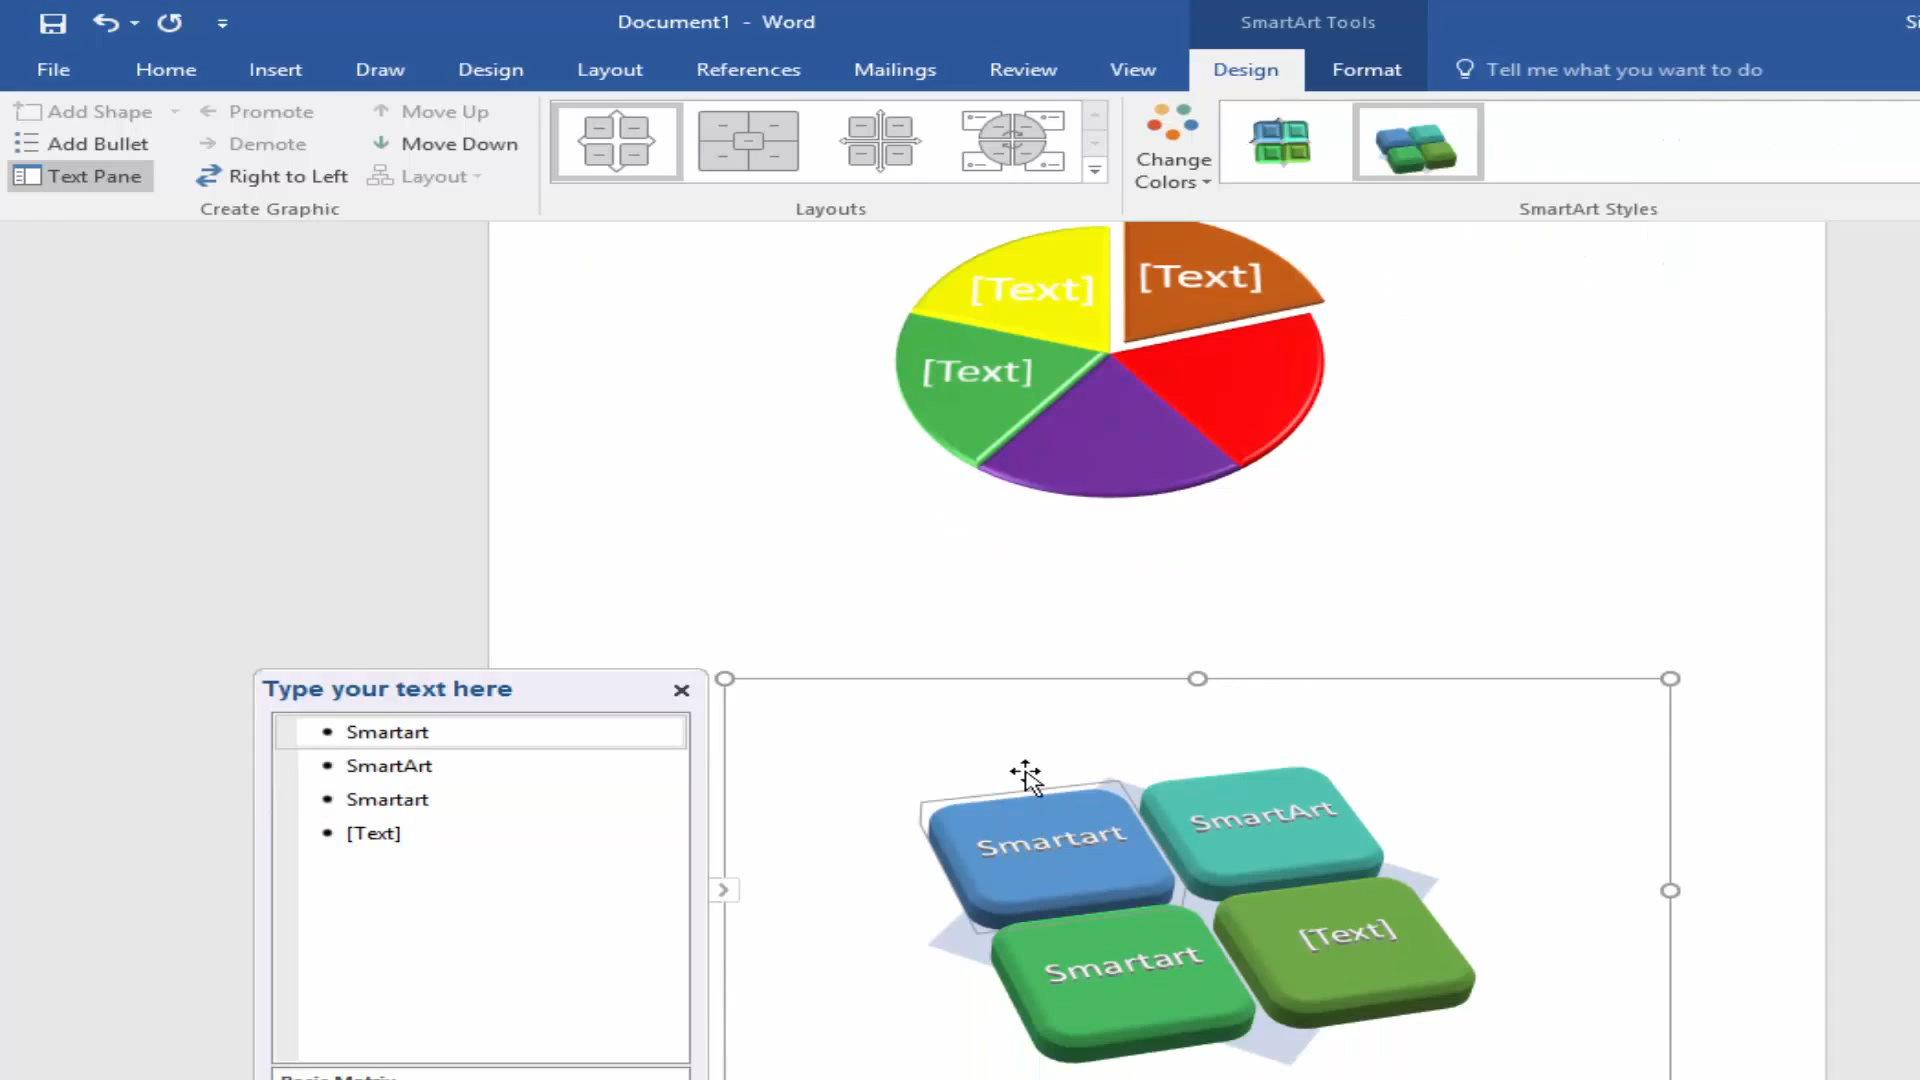 Document1 - Word
SmartArt Tools
File Home Insert Draw Design Layout References Mailings Review View Design Format Tell me what you want to do
Add Shape Promote Move Up
Add Bullet Demote Move Down
Text Pane Right to Left Layout
Change
Colors
Create Graphic Layouts SmartArt Styles
[Text] [Text]
[Text]
Type your text here
Smartart
SmartArt
Smartart
[Text]
Basic Matrix
Smartart SmartArt
Smartart [Text]